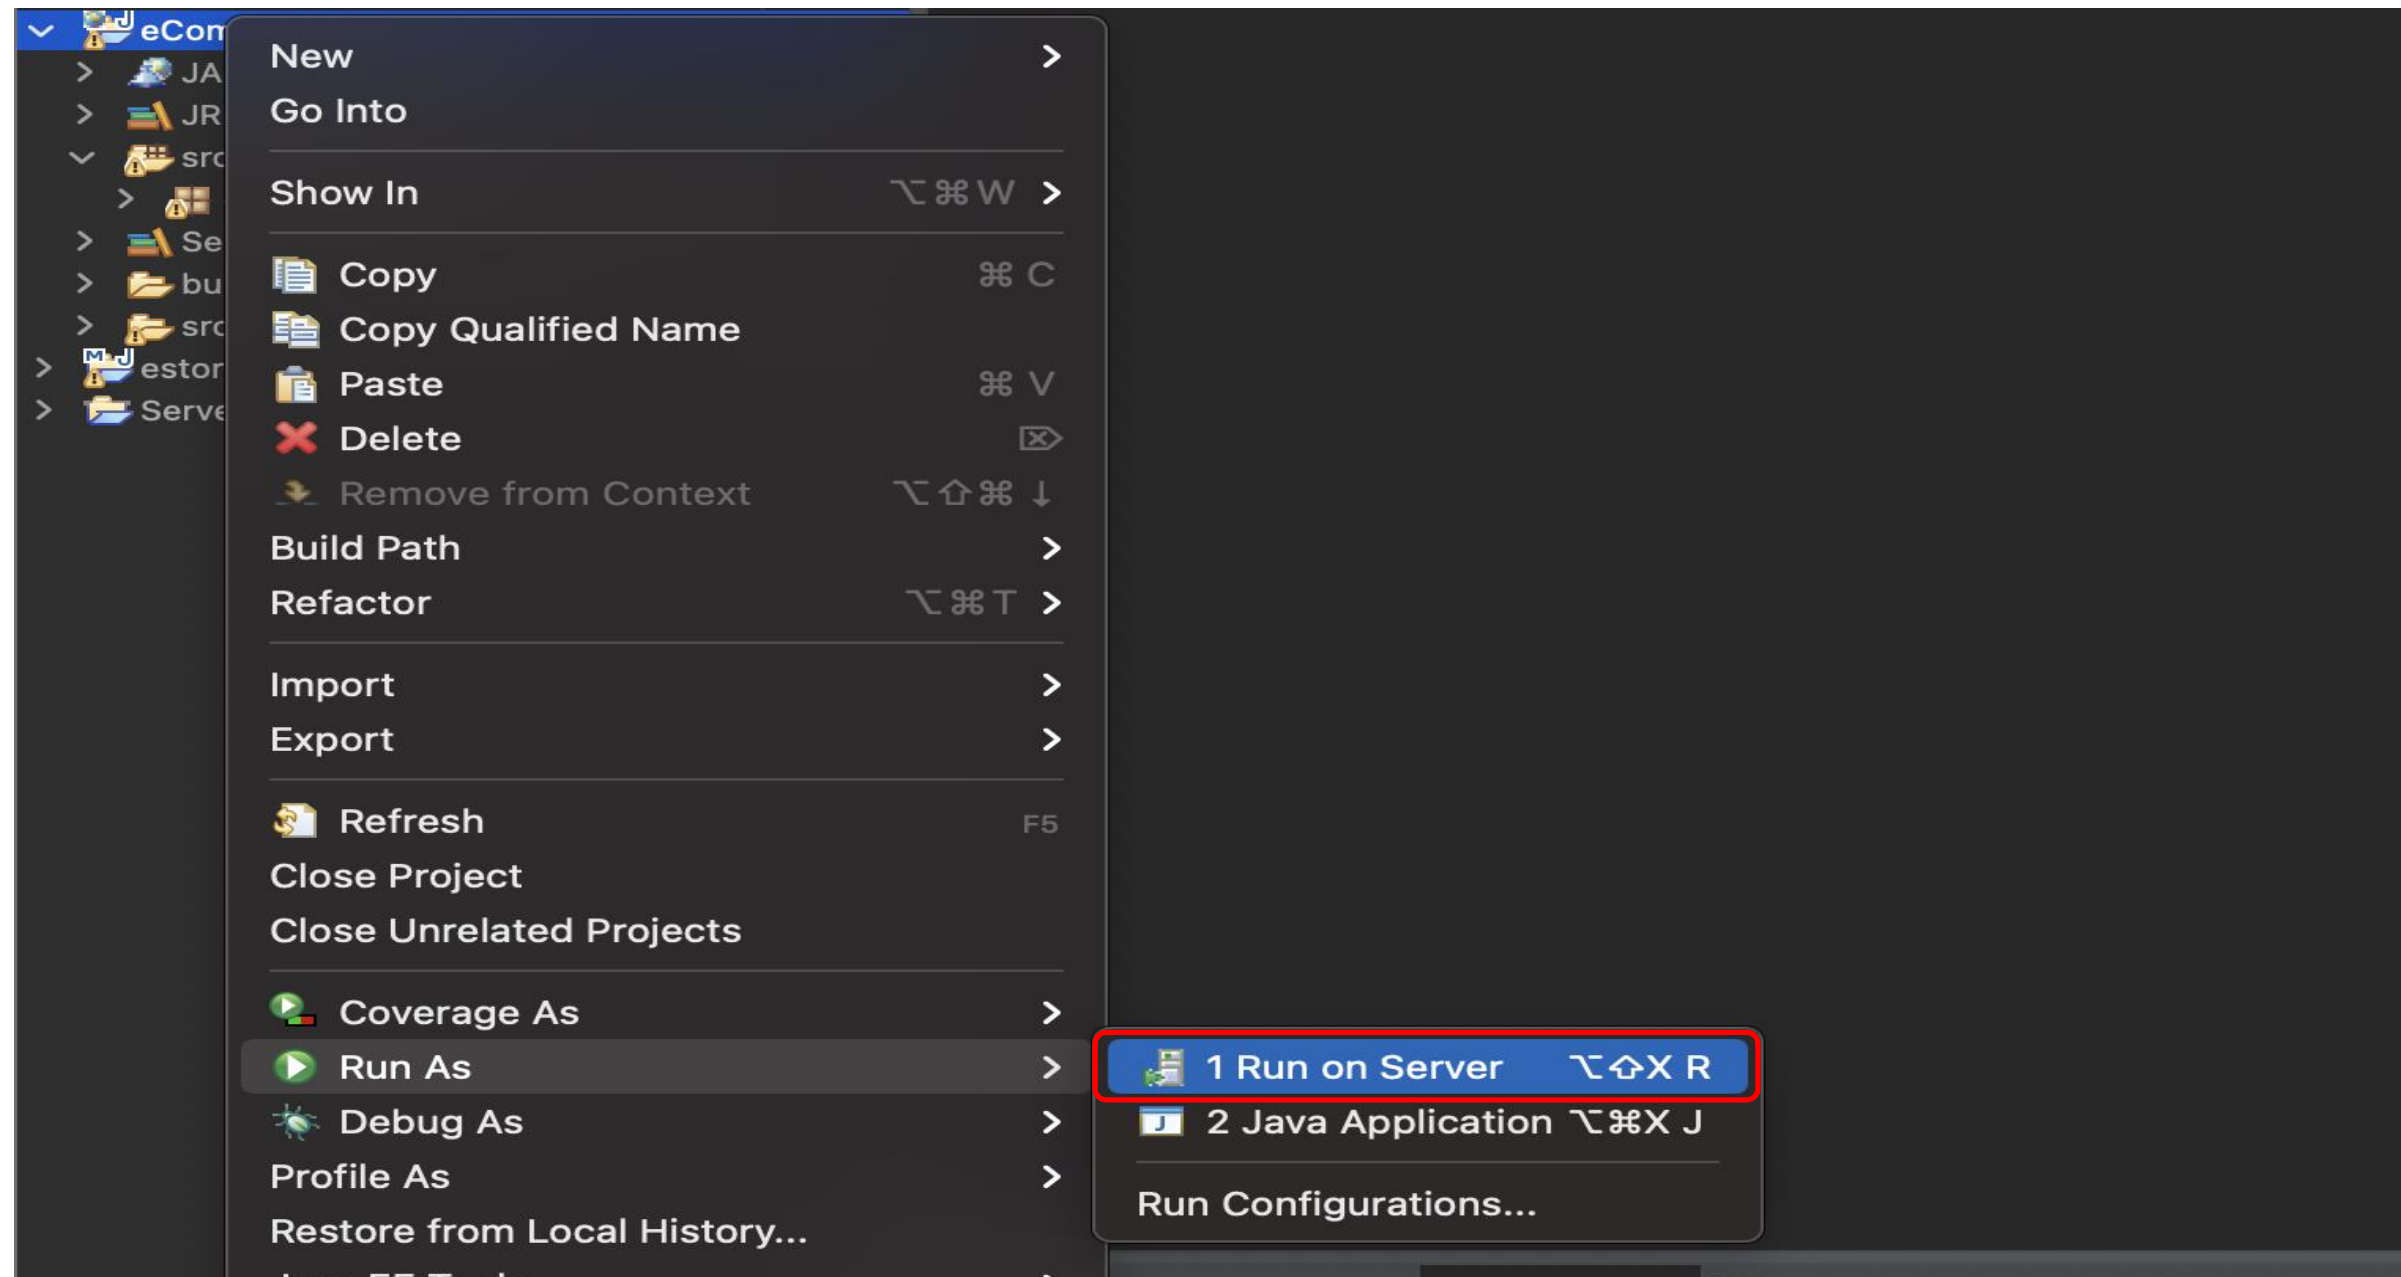 eCom
JA
JR
src
Se
bu
src
estor
Serve
New
Go Into
Show In ⌥⌘W
Copy ⌘ C
Copy Qualified Name
Paste ⌘ V
Delete ⌦
Remove from Context ⌥⇧⌘ ↓
Build Path
Refactor ⌥⌘T
Import
Export
Refresh F5
Close Project
Close Unrelated Projects
Coverage As
Run As
Debug As
Profile As
Restore from Local History...
1 Run on Server ⌥⇧X R
2 Java Application ⌥⌘X J
Run Configurations...